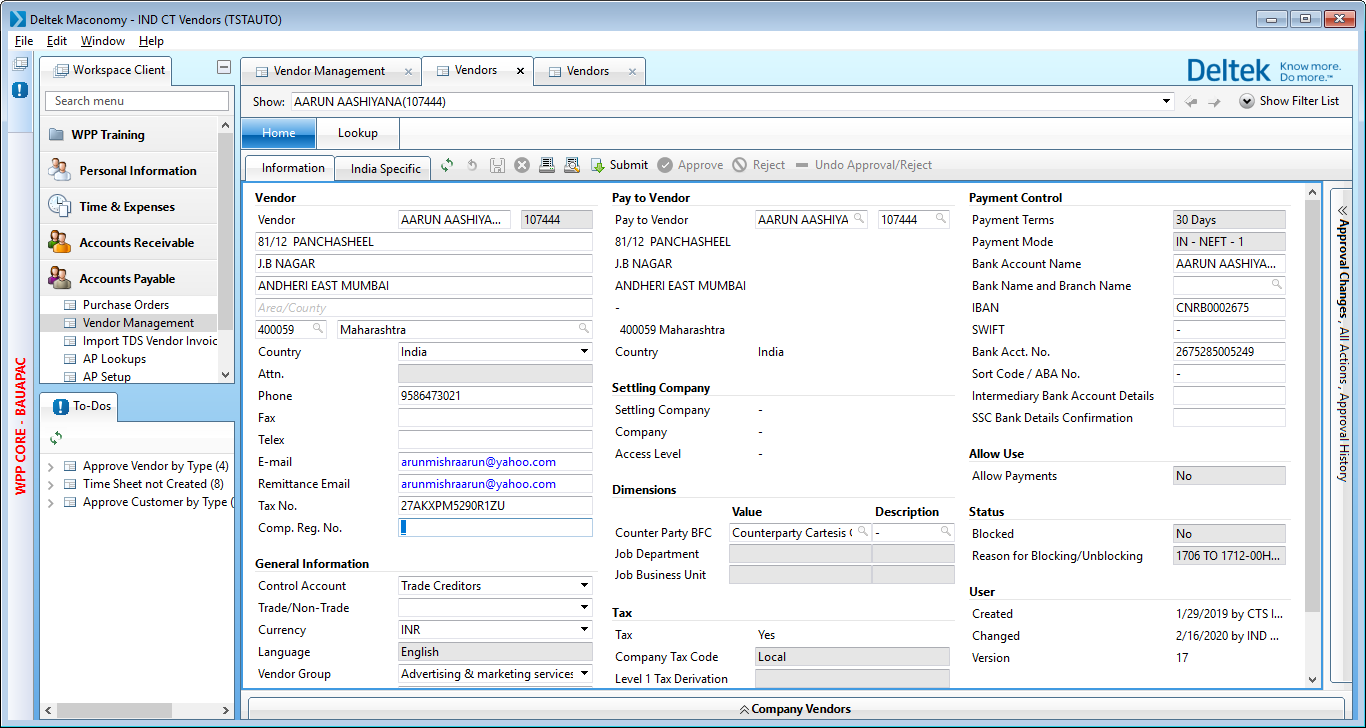 Deltek Maconomy - IND CT Vendors (TSTAUTO)
File Edit Window Help
Workspace Client
Vendor Management
Vendors
Vendors
Deltek Know more. Do more.™
Search menu
Show: AARUN AASHIYANA(107444)
Show Filter List
WPP Training
Personal Information
Time & Expenses
Accounts Receivable
Accounts Payable
Purchase Orders
Vendor Management
Import TDS Vendor Invoic
AP Lookups
AP Setup
WPP CORE - BAUAPAC
To-Dos
Approve Vendor by Type (4)
Time Sheet not Created (8)
Approve Customer by Type (
Home Lookup
Information India Specific Submit Approve Reject Undo Approval/Reject
Vendor
Vendor AARUN AASHIYA... 107444
81/12 PANCHASHEEL
J.B NAGAR
ANDHERI EAST MUMBAI
Area/County
400059 Maharashtra
Country India
Attn.
Phone 9586473021
Fax
Telex
E-mail arunmishraarun@yahoo.com
Remittance Email arunmishraarun@yahoo.com
Tax No. 27AKXPM5290R1ZU
Comp. Reg. No.
General Information
Control Account Trade Creditors
Trade/Non-Trade
Currency INR
Language English
Vendor Group Advertising & marketing services
Pay to Vendor
Pay to Vendor AARUN AASHIYA 107444
81/12 PANCHASHEEL
J.B NAGAR
ANDHERI EAST MUMBAI
-
400059 Maharashtra
Country India
Settling Company
Settling Company -
Company -
Access Level -
Dimensions
Value Description
Counter Party BFC Counterparty Cartesis -
Job Department
Job Business Unit
Tax
Tax Yes
Company Tax Code Local
Level 1 Tax Derivation
Payment Control
Payment Terms 30 Days
Payment Mode IN - NEFT - 1
Bank Account Name AARUN AASHIYA...
Bank Name and Branch Name
IBAN CNRB0002675
SWIFT -
Bank Acct. No. 2675285005249
Sort Code / ABA No. -
Intermediary Bank Account Details
SSC Bank Details Confirmation
Allow Use
Allow Payments No
Status
Blocked No
Reason for Blocking/Unblocking 1706 TO 1712-00H...
User
Created 1/29/2019 by CTS I...
Changed 2/16/2020 by IND ...
Version 17
Approval Changes , All Actions , Approval History
Company Vendors